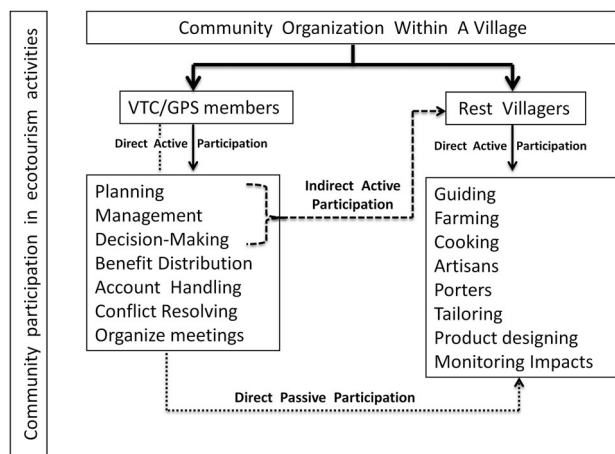 Community participation in ecotourism activities
Community Organization Within A Village
VTC/GPS members
Rest Villagers
Direct Active Participation
Direct Active Participation
Planning
Management
Decision-Making
Benefit Distribution
Account Handling
Conflict Resolving
Organize meetings
Indirect Active
Participation
Guiding
Farming
Cooking
Artisans
Porters
Tailoring
Product designing
Monitoring Impacts
Direct Passive Participation